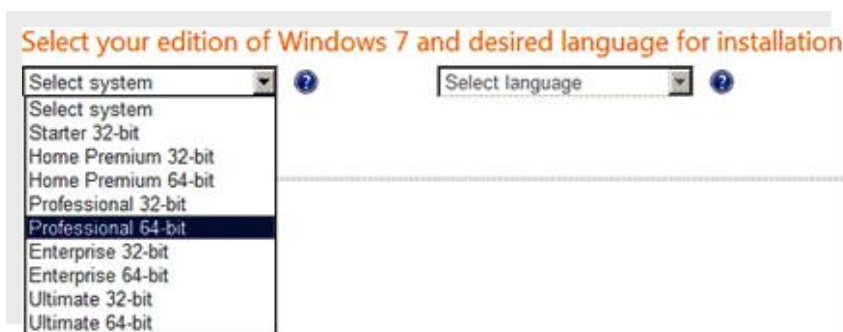 Select your edition of Windows 7 and desired language for installation
Select system ? Select language ?
Select system
Starter 32-bit
Home Premium 32-bit
Home Premium 64-bit
Professional 32-bit
Professional 64-bit
Enterprise 32-bit
Enterprise 64-bit
Ultimate 32-bit
Ultimate 64-bit